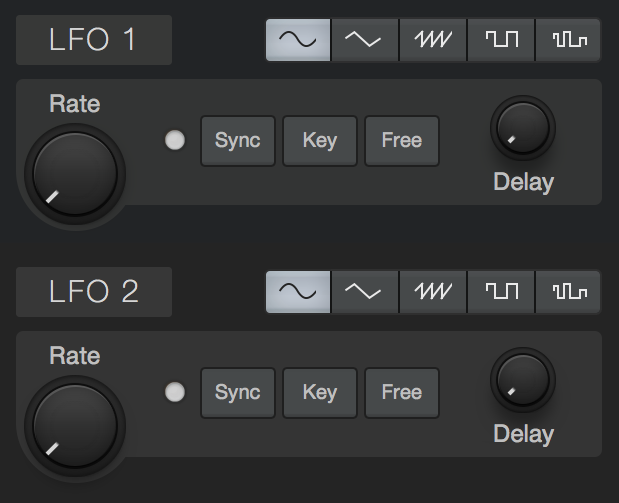 LFO 1
Rate
Sync Key Free
Delay
LFO 2
Rate
Sync Key Free
Delay